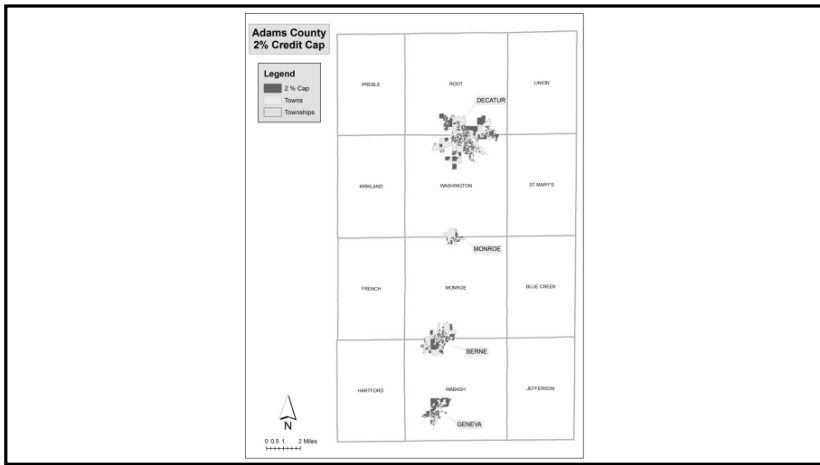 Adams County
2% Credit Cap
Legend
2 % Cap
Towns
Townships
PREBLE
ROOT
UNION
DECATUR
KIRKLAND
WASHINGTON
ST MARY'S
MONROE
FRENCH
MONROE
BLUE CREEK
BERNE
HARTFORD
WABASH
JEFFERSON
GENEVA
N
0 0.5 1 2 Miles